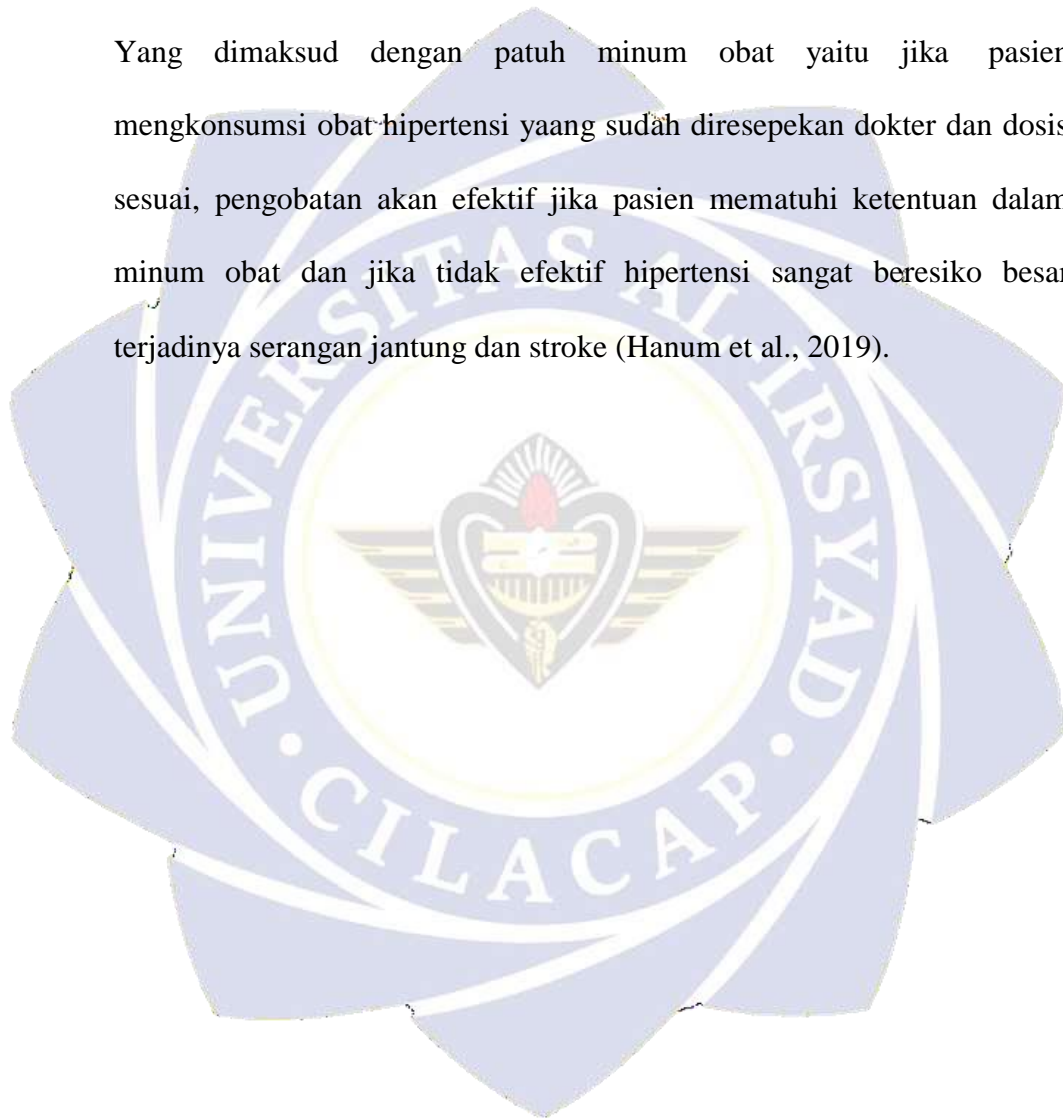 Yang dimaksud dengan patuh minum obat yaitu jika pasien
mengkonsumsi obat hipertensi yaang sudah diresepekan dokter dan dosis
sesuai, pengobatan akan efektif jika pasien mematuhi ketentuan dalam
minum obat dan jika tidak efektif hipertensi sangat beresiko besar
terjadinya serangan jantung dan stroke (Hanum et al., 2019).
UNIVERSITAS AL-IRSYAD
• CILACAP •